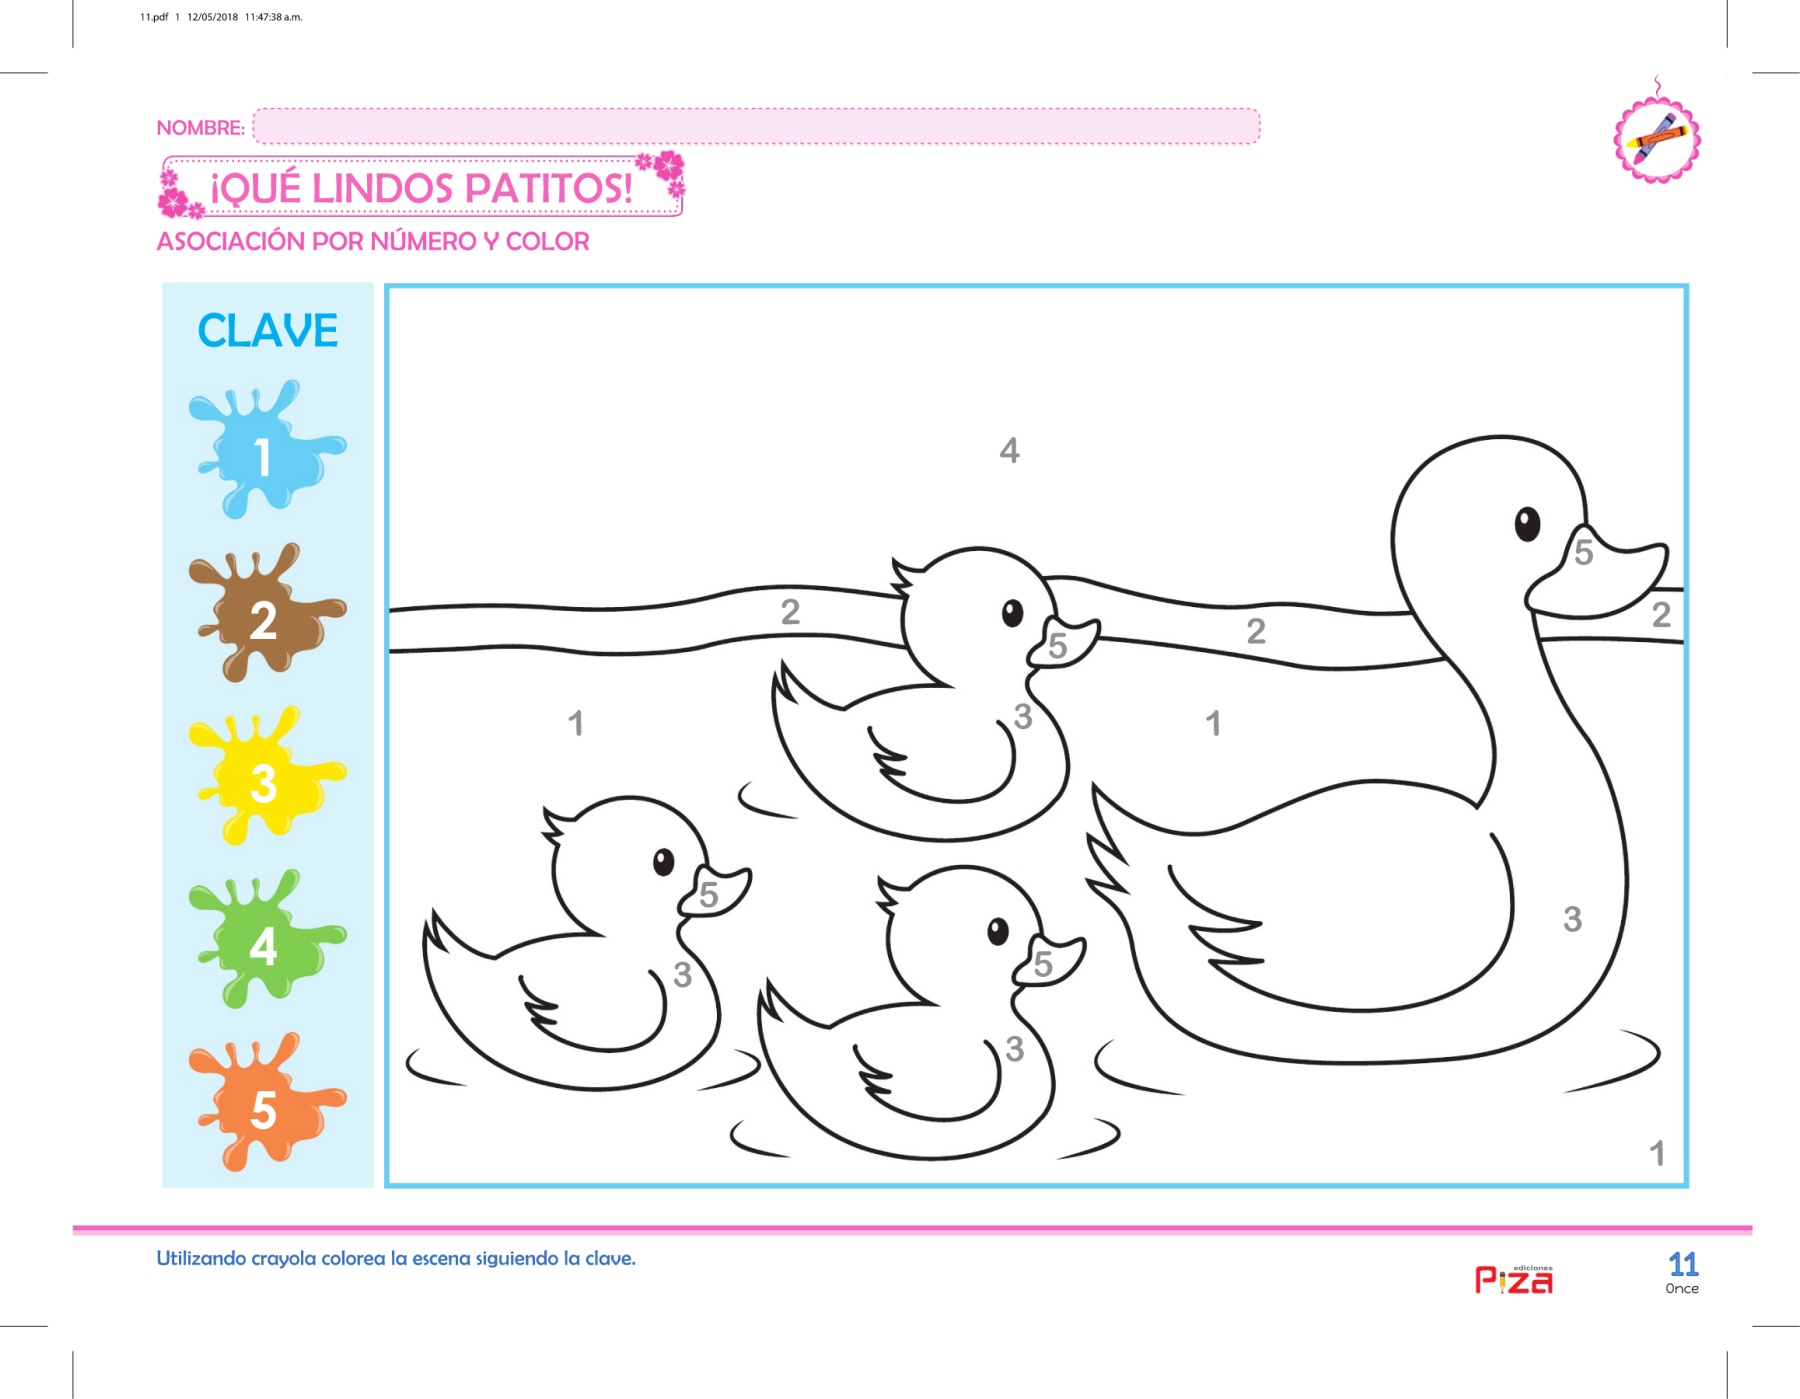 11.pdf 1 12/05/2018 11:47:38 a.m.
NOMBRE:
¡QUÉ LINDOS PATITOS!
ASOCIACIÓN POR NÚMERO Y COLOR
CLAVE
1
2
3
4
5
4
5
2
2
2
5
1
3
1
5
3
3
5
3
1
Utilizando crayola colorea la escena siguiendo la clave.
ediciones
Piza
11
Once